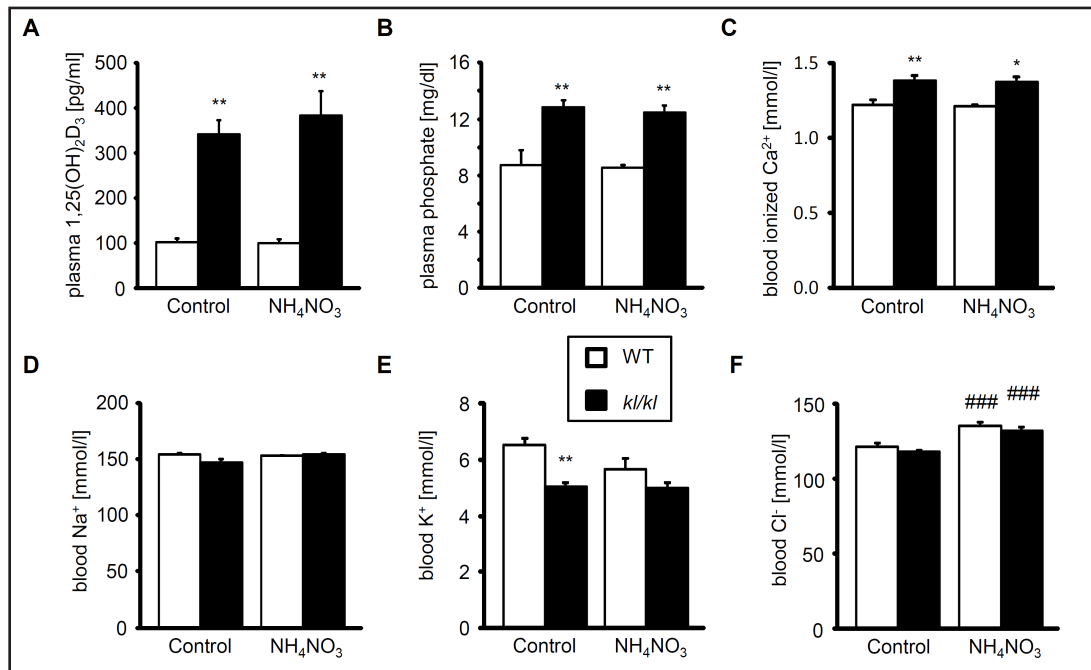 A
plasma 1,25(OH)₂D₃ [pg/ml]
500
400
300
200
100
0
**
**
Control
NH₄NO₃
B
plasma phosphate [mg/dl]
16
12
8
4
0
**
**
Control
NH₄NO₃
C
blood ionized Ca²⁺ [mmol/l]
1.5
1.0
0.5
0.0
**
*
Control
NH₄NO₃
D
blood Na⁺ [mmol/l]
200
150
100
50
0
Control
NH₄NO₃
E
WT
kl/kl
blood K⁺ [mmol/l]
8
6
4
2
0
**
Control
NH₄NO₃
F
blood Cl⁻ [mmol/l]
150
100
50
0
###
###
Control
NH₄NO₃